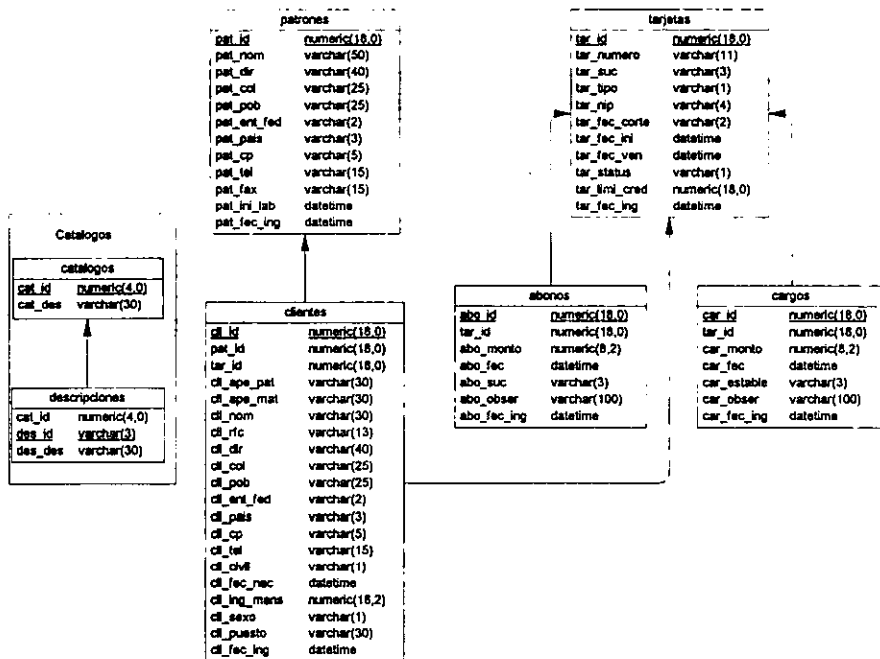 patrones
pat_id numeric(18,0)
pat_nom varchar(50)
pat_dir varchar(40)
pat_col varchar(25)
pat_pob varchar(25)
pat_ent_fed varchar(2)
pat_pais varchar(3)
pat_cp varchar(5)
pat_tel varchar(15)
pat_fax varchar(15)
pat_ini_lab datetime
pat_fec_ing datetime
tarjetas
tar_id numeric(18,0)
tar_numero varchar(11)
tar_suc varchar(3)
tar_tipo varchar(1)
tar_nip varchar(4)
tar_fec_corte varchar(2)
tar_fec_ini datetime
tar_fec_ven datetime
tar_status varchar(1)
tar_limi_cred numeric(18,0)
tar_fec_ing datetime
Catalogos
catalogos
cat_id numeric(4,0)
cat_des varchar(30)
descripciones
cat_id numeric(4,0)
des_id varchar(3)
des_des varchar(30)
clientes
cli_id numeric(18,0)
pat_id numeric(18,0)
tar_id numeric(18,0)
cli_ape_pat varchar(30)
cli_ape_mat varchar(30)
cli_nom varchar(30)
cli_rfc varchar(13)
cli_dir varchar(40)
cli_col varchar(25)
cli_pob varchar(25)
cli_ent_fed varchar(2)
cli_pais varchar(3)
cli_cp varchar(5)
cli_tel varchar(15)
cli_civil varchar(1)
cli_fec_nac datetime
cli_ing_mens numeric(18,2)
cli_sexo varchar(1)
cli_puesto varchar(30)
cli_fec_ing datetime
abonos
abo_id numeric(18,0)
tar_id numeric(18,0)
abo_monto numeric(8,2)
abo_fec datetime
abo_suc varchar(3)
abo_obser varchar(100)
abo_fec_ing datetime
cargos
car_id numeric(18,0)
tar_id numeric(18,0)
car_monto numeric(8,2)
car_fec datetime
car_estable varchar(3)
car_obser varchar(100)
car_fec_ing datetime